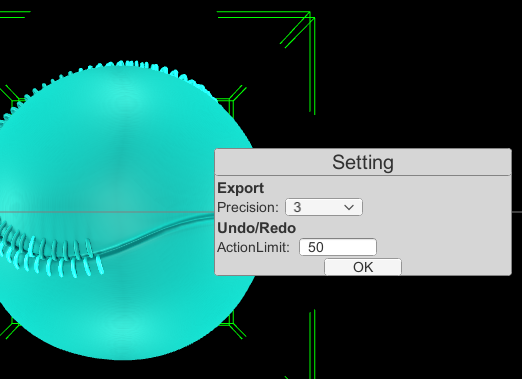 Setting
Export
Precision: 3
Undo/Redo
ActionLimit: 50
OK